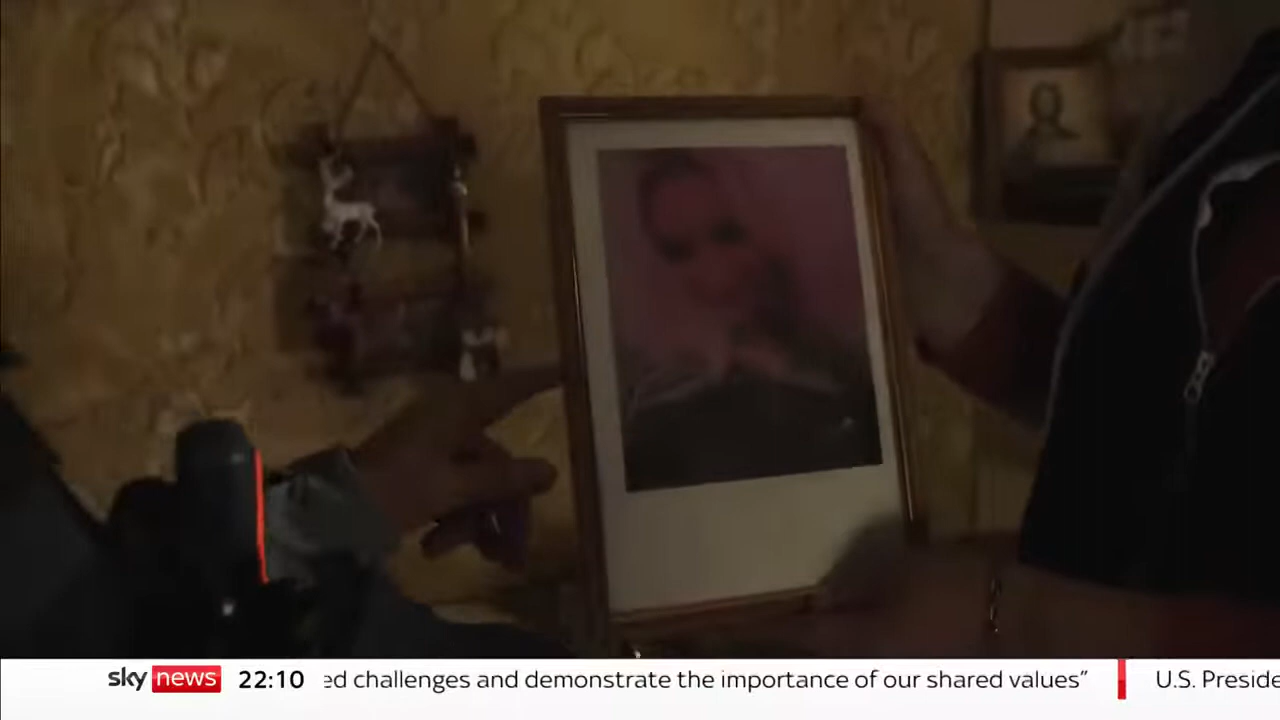 sky news 22:10 ed challenges and demonstrate the importance of our shared values” U.S. Preside